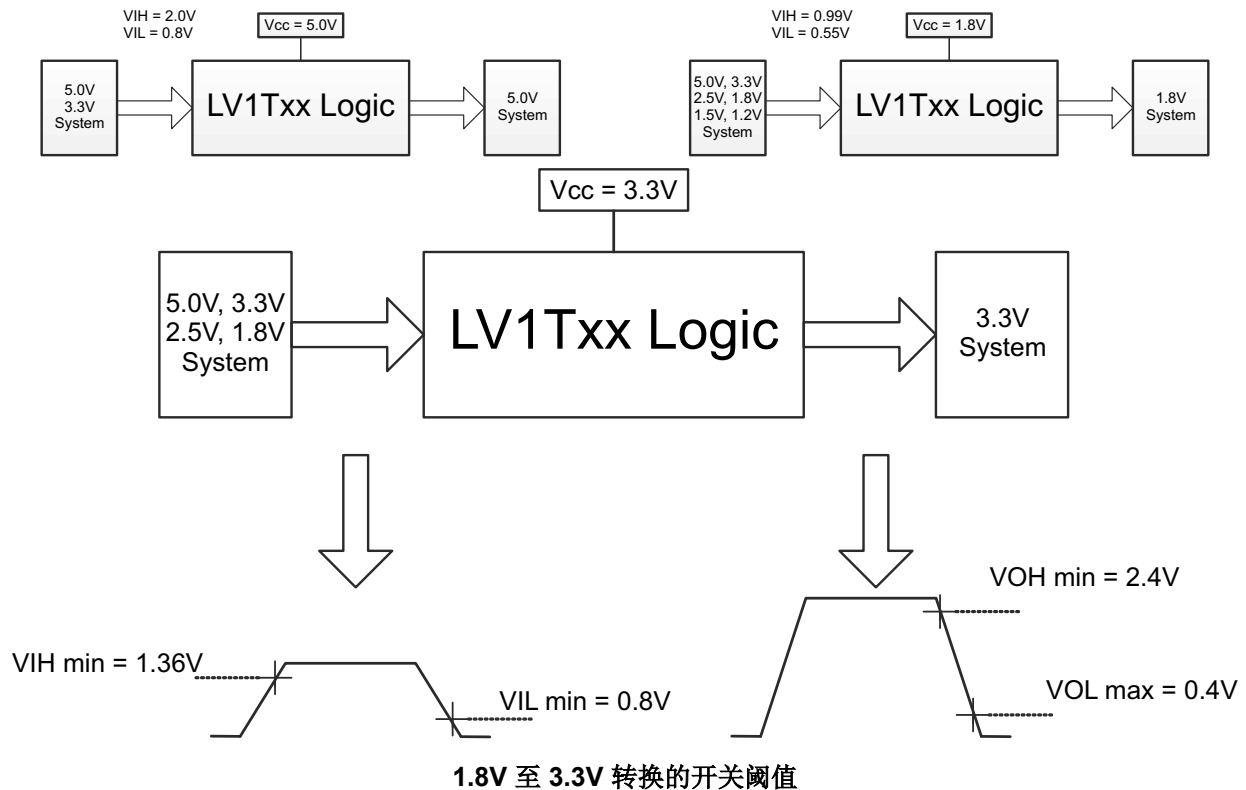 VIH = 2.0V
VIL = 0.8V
Vcc = 5.0V
5.0V
3.3V
System
LV1Txx Logic
5.0V
System
VIH = 0.99V
VIL = 0.55V
Vcc = 1.8V
5.0V, 3.3V
2.5V, 1.8V
1.5V, 1.2V
System
LV1Txx Logic
1.8V
System
Vcc = 3.3V
5.0V, 3.3V
2.5V, 1.8V
System
LV1Txx Logic
3.3V
System
VIH min = 1.36V
VIL min = 0.8V
VOH min = 2.4V
VOL max = 0.4V
1.8V 至 3.3V 转换的开关阈值